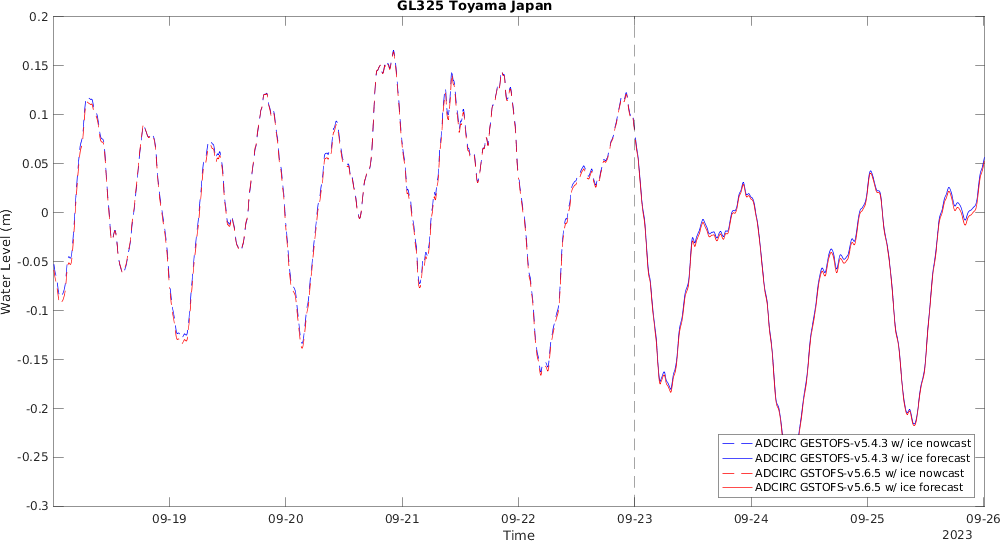 GL325 Toyama Japan
Water Level (m)
0.2
0.15
0.1
0.05
0
-0.05
-0.1
-0.15
-0.2
-0.25
-0.3
ADCIRC GESTOFS-v5.4.3 w/ ice nowcast
ADCIRC GESTOFS-v5.4.3 w/ ice forecast
ADCIRC GSTOFS-v5.6.5 w/ ice nowcast
ADCIRC GSTOFS-v5.6.5 w/ ice forecast
09-19 09-20 09-21 09-22 09-23 09-24 09-25 09-26
Time
2023